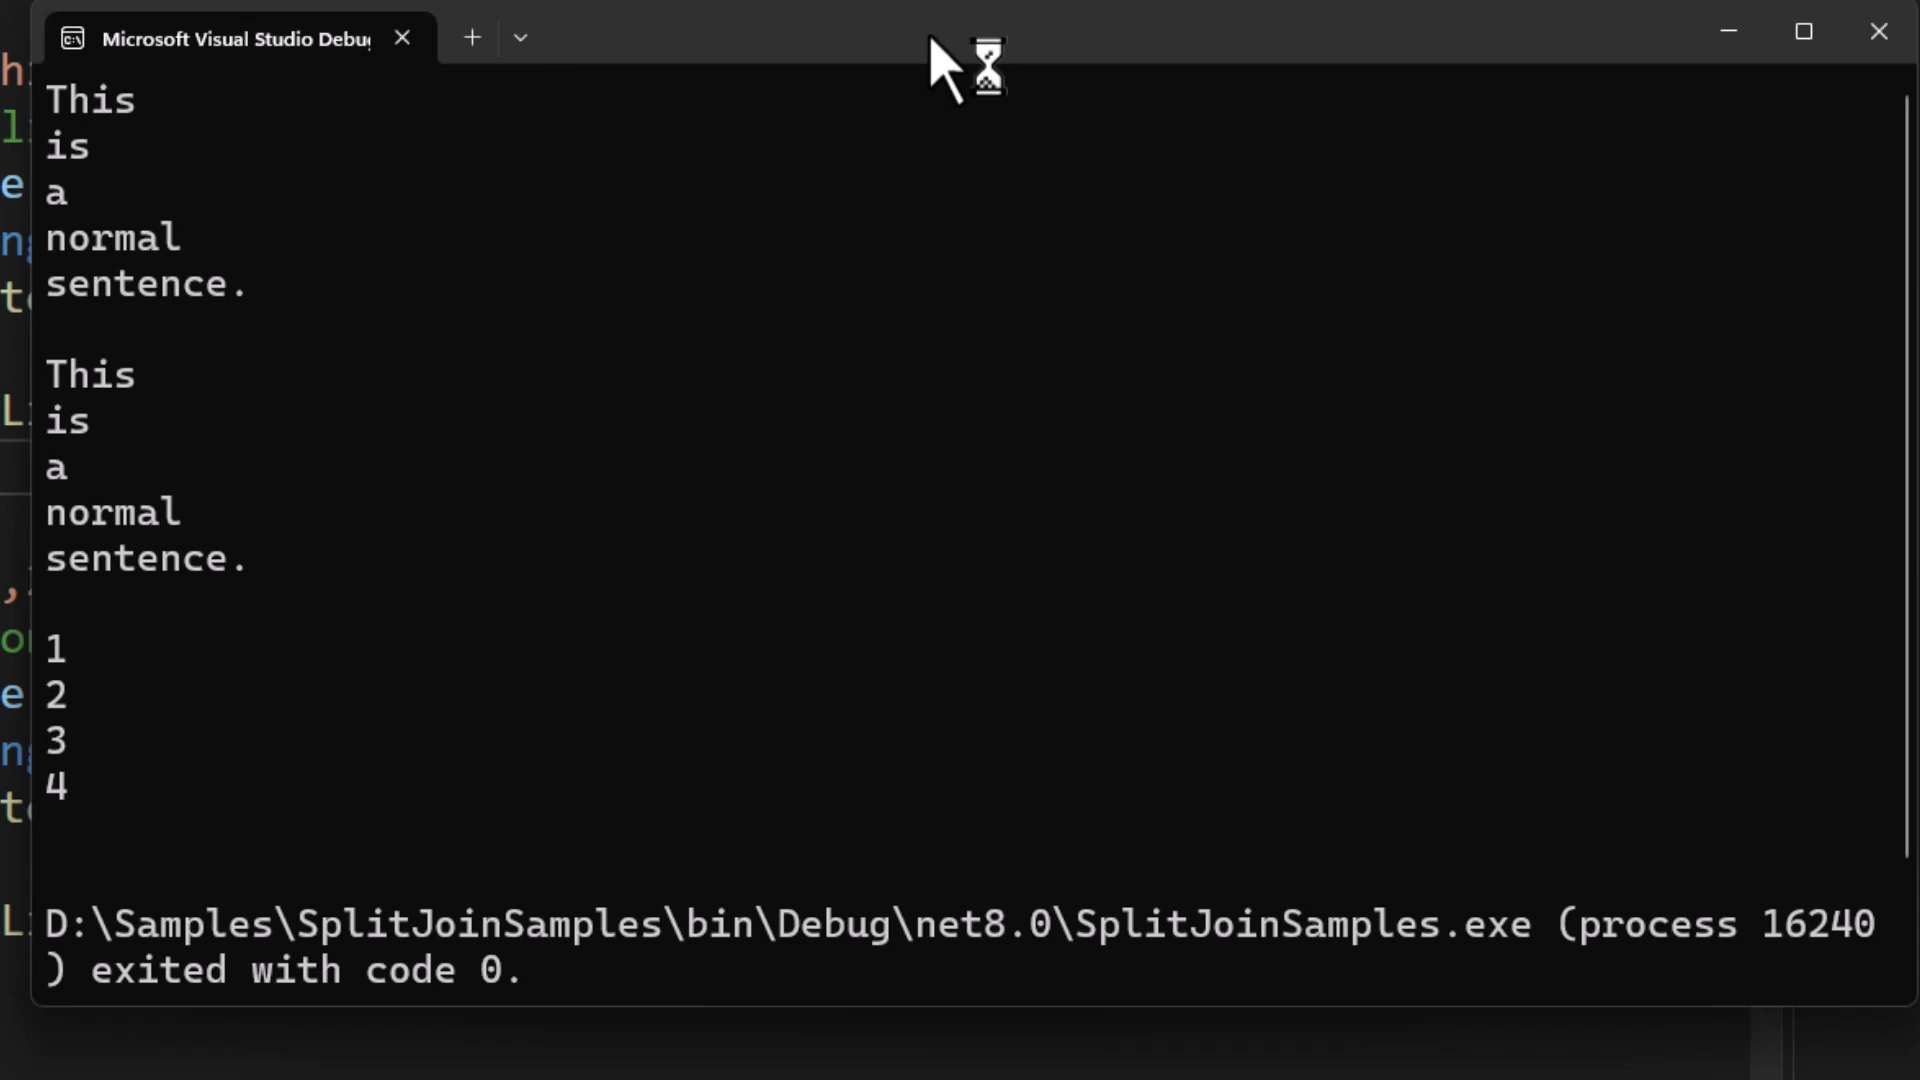 Microsoft Visual Studio Debug
This
is
a
normal
sentence.
This
is
a
normal
sentence.
1
2
3
4
D:\Samples\SplitJoinSamples\bin\Debug\net8.0\SplitJoinSamples.exe (process 16240
) exited with code 0.